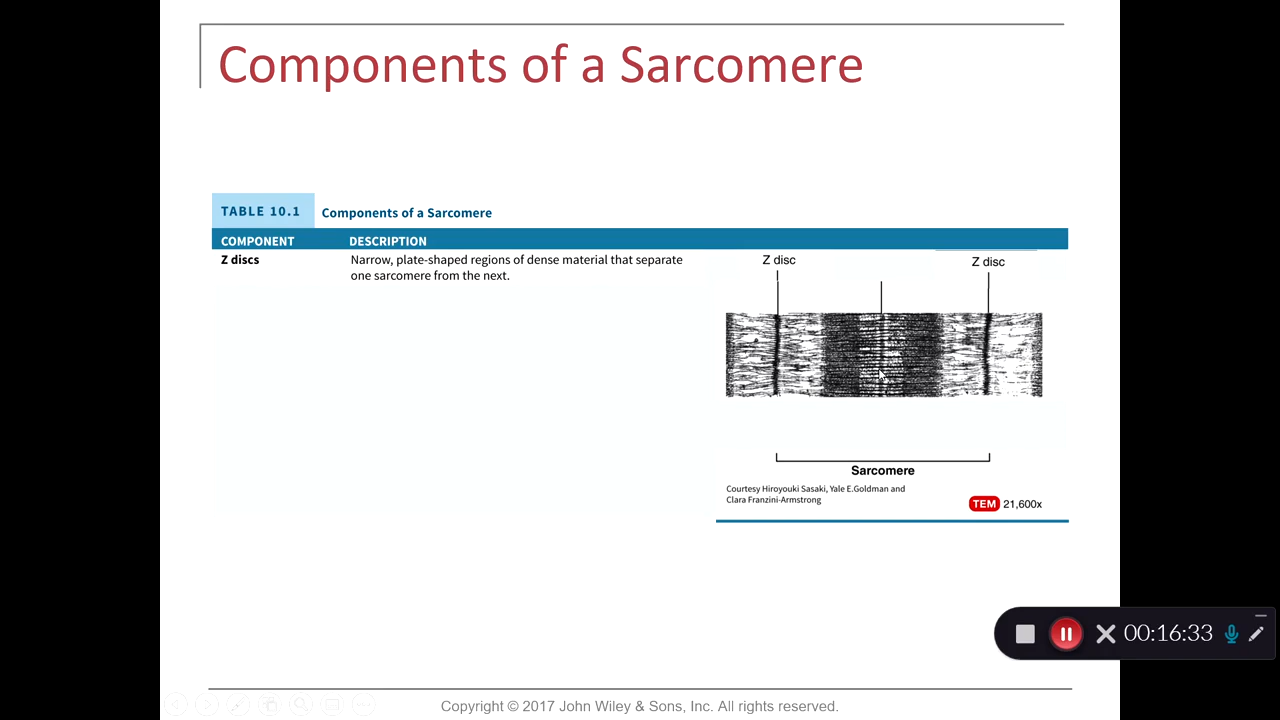 Components of a Sarcomere
TABLE 10.1 Components of a Sarcomere
COMPONENT DESCRIPTION
Z discs Narrow, plate-shaped regions of dense material that separate
one sarcomere from the next.
Z disc Z disc
Sarcomere
Courtesy Hiroyouki Sasaki, Yale E.Goldman and
Clara Franzini-Armstrong
TEM 21,600x
00:16:33
Copyright © 2017 John Wiley & Sons, Inc. All rights reserved.